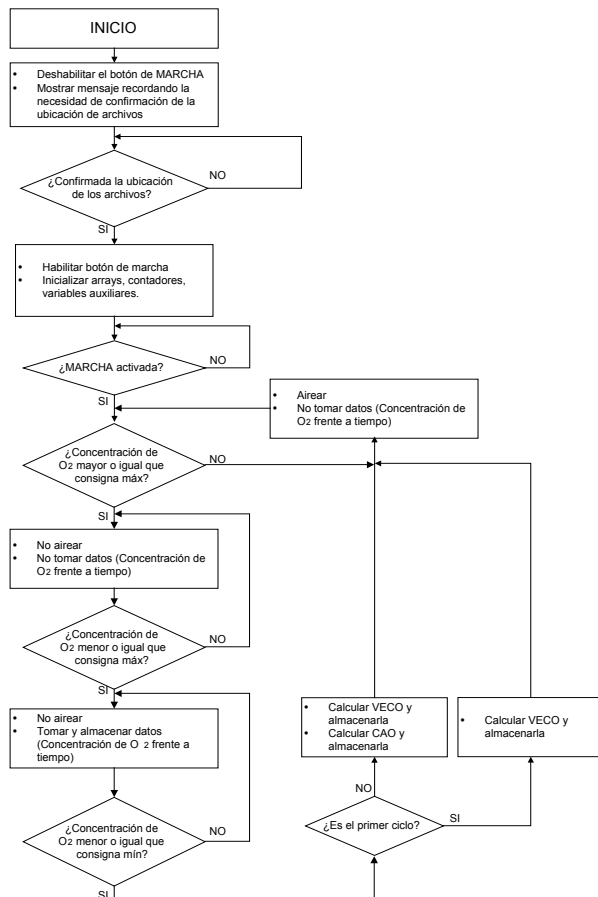 INICIO
• Deshabilitar el botón de MARCHA
• Mostrar mensaje recordando la
necesidad de confirmación de la
ubicación de archivos
¿Confirmada la ubicación
de los archivos?
NO
SI
• Habilitar botón de marcha
• Inicializar arrays, contadores,
variables auxiliares.
¿MARCHA activada?
NO
SI
• Airear
• No tomar datos (Concentración de
O2 frente a tiempo)
¿Concentración de
O2 mayor o igual que
consigna máx?
NO
SI
• No airear
• No tomar datos (Concentración de
O2 frente a tiempo)
¿Concentración de
O2 menor o igual que
consigna máx?
NO
SI
• No airear
• Tomar y almacenar datos
(Concentración de O 2 frente a
tiempo)
• Calcular VECO y
almacenarla
• Calcular CAO y
almacenarla
• Calcular VECO y
almacenarla
NO
¿Es el primer ciclo?
SI
¿Concentración de
O2 menor o igual que
consigna mín?
NO
SI